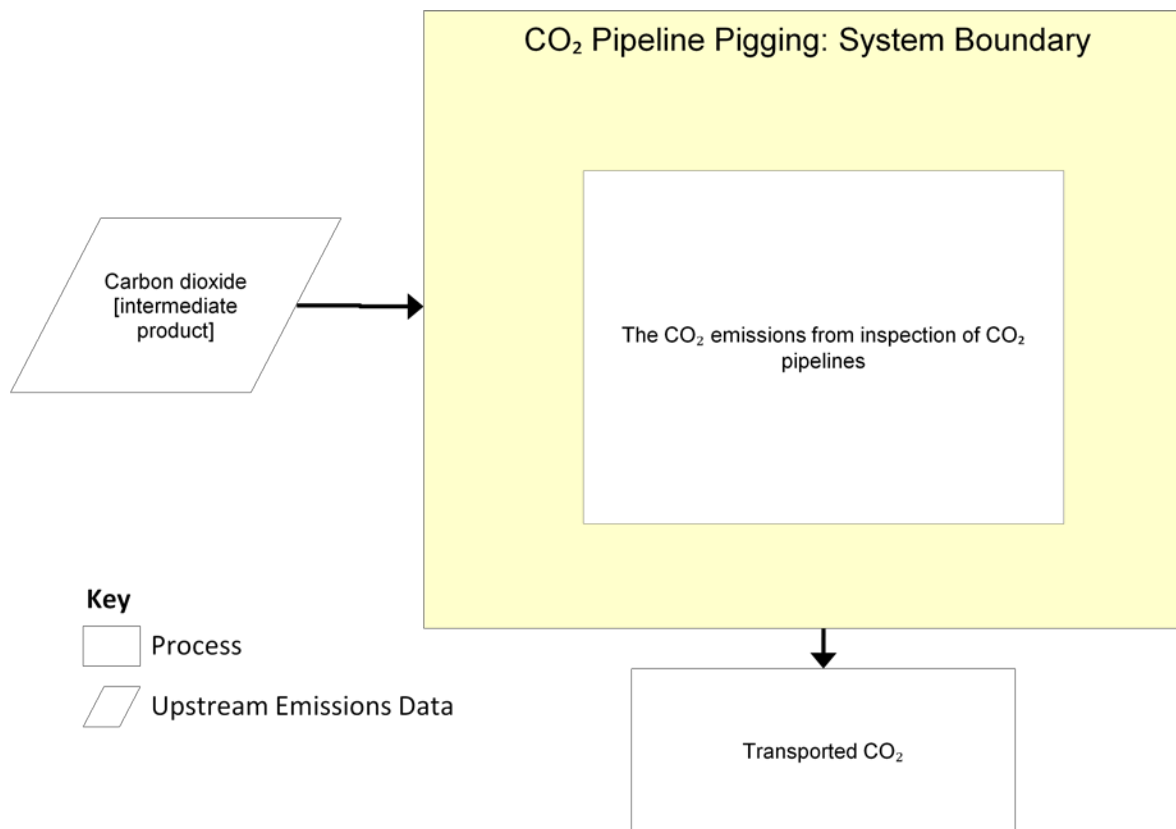 CO₂ Pipeline Pigging: System Boundary
Carbon dioxide
[intermediate
product]
The CO₂ emissions from inspection of CO₂
pipelines
Key
Process
Upstream Emissions Data
Transported CO₂